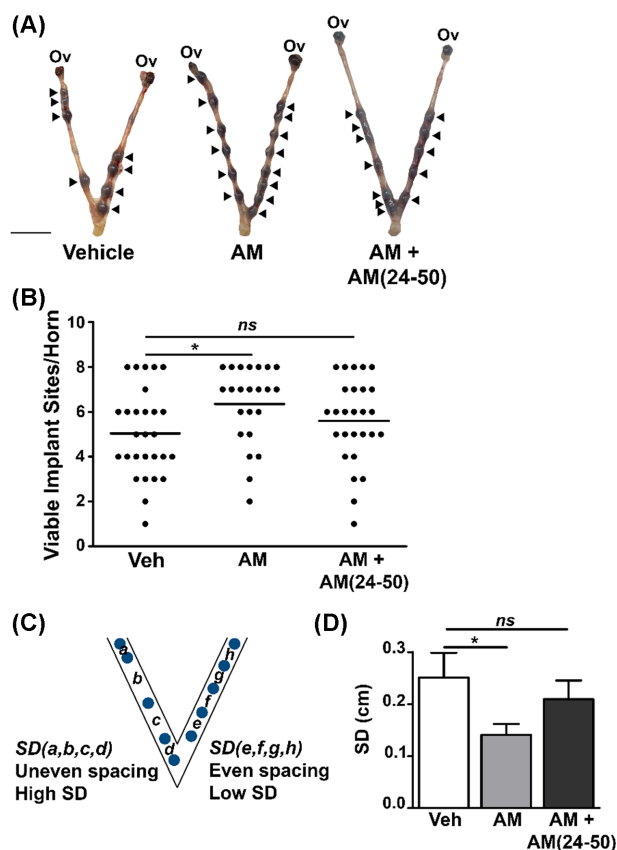 (A)
Ov Ov Ov Ov Ov Ov
Vehicle AM AM +
AM(24-50)
(B)
Viable Implant Sites/Horn
10
8
6
4
2
0
ns
*
Veh AM AM +
AM(24-50)
(C)
a
b
c
d
e
f
g
h
SD(a,b,c,d)
Uneven spacing
High SD
SD(e,f,g,h)
Even spacing
Low SD
(D)
SD (cm)
0.3
0.2
0.1
0.0
ns
*
Veh AM AM +
AM(24-50)